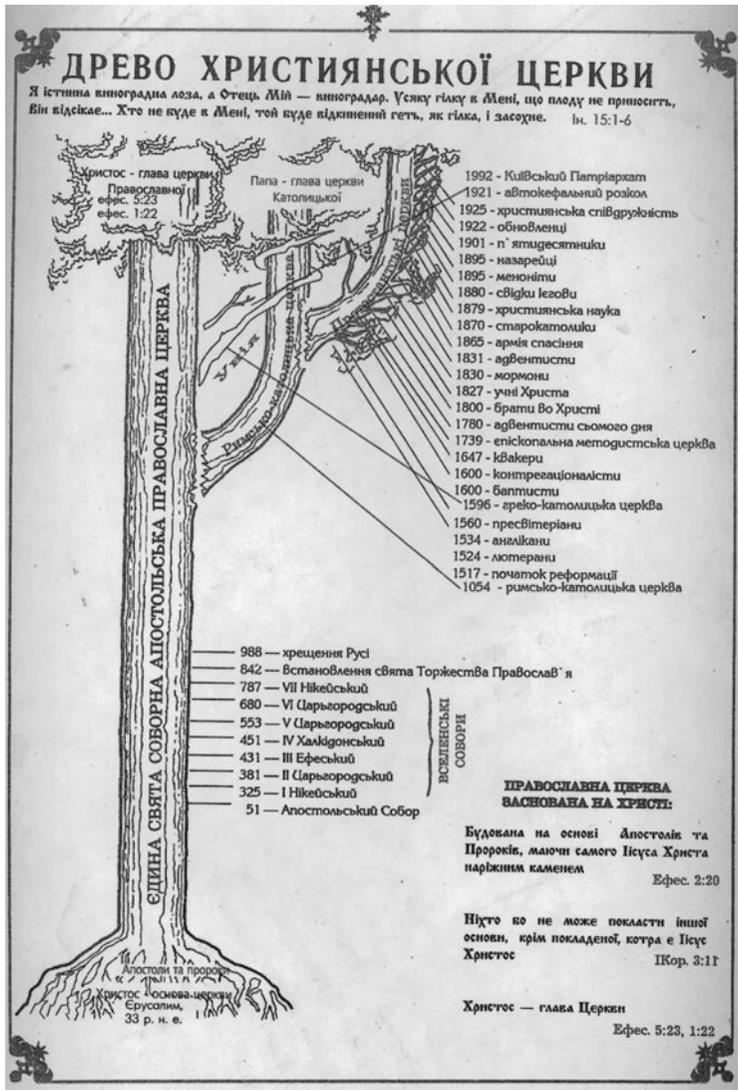 ДРЕВО ХРИСТИЯНСЬКОЇ ЦЕРКВИ
Я істинна виноградна лоза, а Отець Мій — виноградар. Усяку гілку в Мені, що плоду не приносить,
Він відсікає... Хто не буде в Мені, той буде відкинений геть, як гілка, і засохне. Ін. 15:1-6
Христос - глава церкви
Православної
ефес. 5:23
ефес. 1:22
Папа - глава церкви
Католицької
1992 - Київський Патріархат
1921 - автокефальний розкол
1925 - християнська співдружність
1922 - обновленці
1901 - п`ятидесятники
1895 - назарейці
1895 - меноніти
1880 - свідки Ієгови
1879 - християнська наука
1870 - старокатолики
1865 - армія спасіння
1831 - адвентисти
1830 - мормони
1827 - учні Христа
1800 - брати во Христі
1780 - адвентисти сьомого дня
1739 - єпіскопальна методистська церква
1647 - квакери
1600 - контрегаціоналісти
1600 - баптисти
1596 - греко-католицька церква
1560 - пресвітеріани
1534 - англікани
1524 - лютерани
1517 - початок реформації
1054 - римсько-католицька церква
Римсько-католицька церква
церкви
ЄДИНА СВЯТА СОБОРНА АПОСТОЛЬСЬКА ПРАВОСЛАВНА ЦЕРКВА
988 — хрещення Русі
842 — встановлення свята Торжества Православ`я
787 — VII Нікейський
680 — VI Царьгородський
553 — V Царьгородський
451 — IV Халкідонський
431 — III Ефеський
381 — II Царьгородський
325 — I Нікейський
51 — Апостольський Собор
ВСЕЛЕНСЬКІ
СОБОРИ
ПРАВОСЛАВНА ЦЕРКВА
ЗАСНОВАНА НА ХРИСТІ:
Будована на основі Апостолів та
Пророків, маючи самого Іісуса Христа
наріжним каменем
Ефес. 2:20
Ніхто бо не може покласти іншої
основи, крім покладеної, котра є Іісус
Христос
ІКор. 3:11
Христос — глава Церкви
Ефес. 5:23, 1:22
Апостоли та пророки
Христос - основа церкви
Єрусалим,
33 р. н. е.